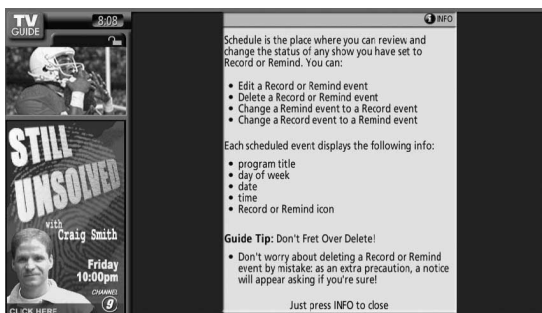 TV
GUIDE
8:08
INFO
Schedule is the place where you can review and
change the status of any show you have set to
Record or Remind. You can:
• Edit a Record or Remind event
• Delete a Record or Remind event
• Change a Remind event to a Record event
• Change a Record event to a Remind event
Each scheduled event displays the following info:
• program title
• day of week
• date
• time
• Record or Remind icon
Guide Tip: Don't Fret Over Delete!
• Don't worry about deleting a Record or Remind
event by mistake: as an extra precaution, a notice
will appear asking if you're sure!
Just press INFO to close
STILL
UNSOLVED
with
Craig Smith
Friday
10:00pm
CHANNEL
9
CLICK HERE